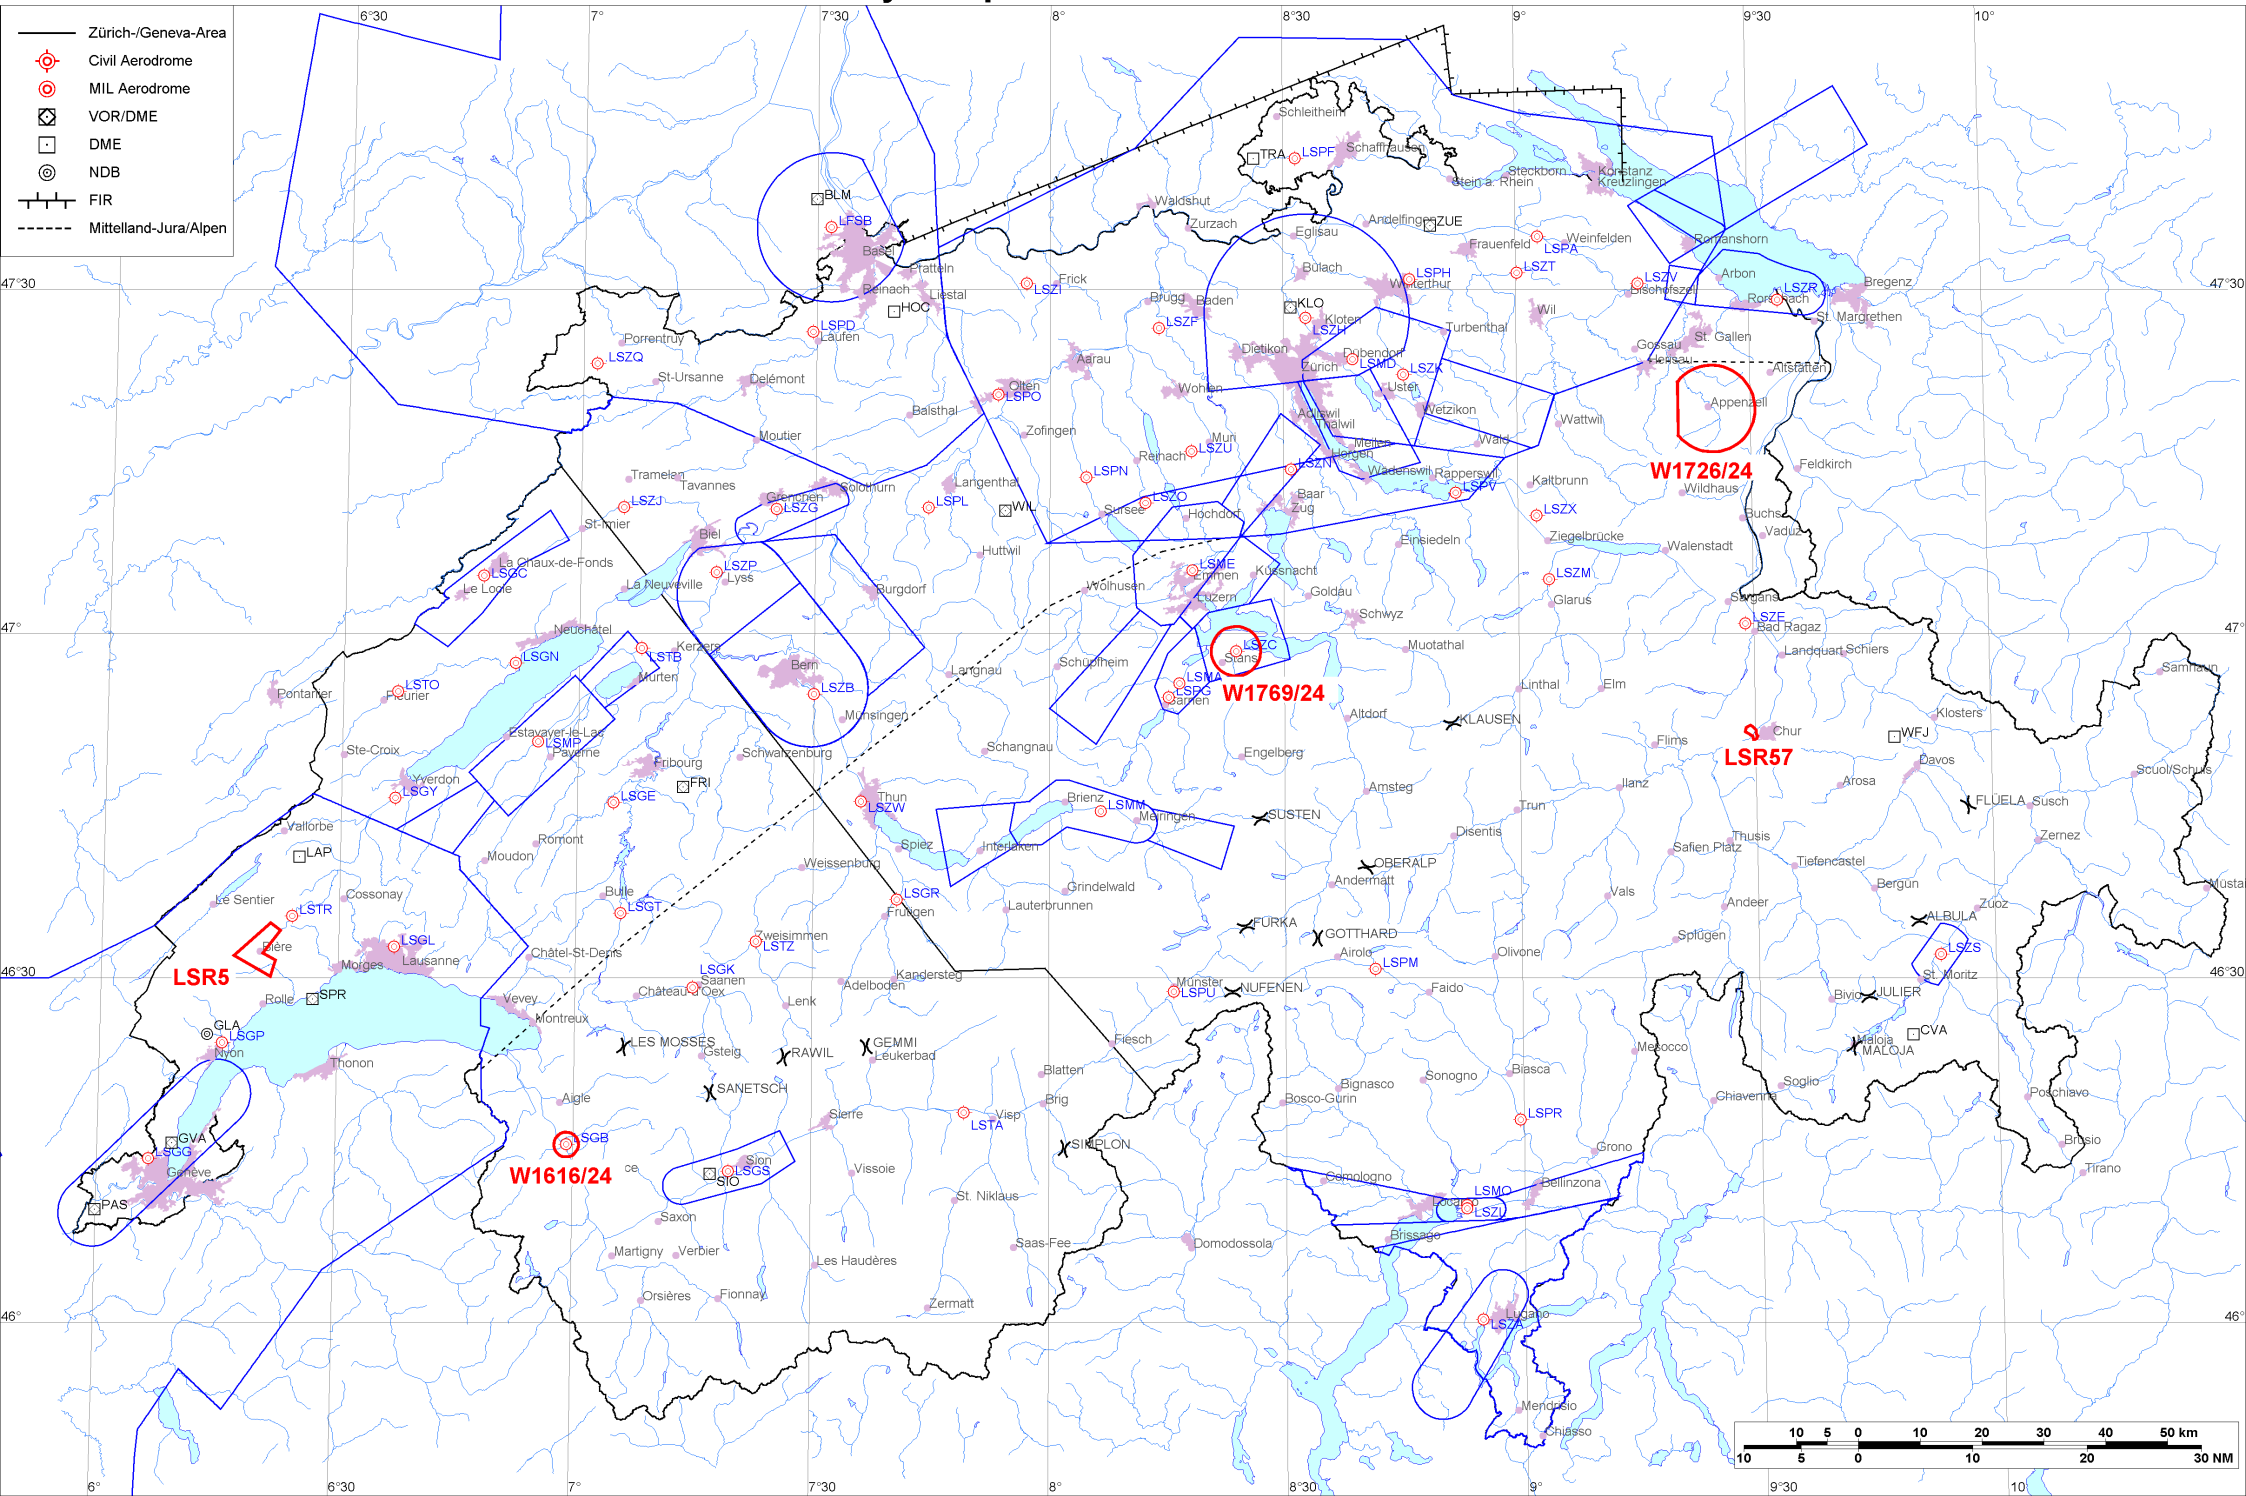 6°30
7°
7°30
8°
8°30
9°
9°30
10°
Zürich-/Geneva-Area
Civil Aerodrome
MIL Aerodrome
VOR/DME
DME
NDB
FIR
Mittelland-Jura/Alpen
Schleitheim
TRA
LSPF
Schaffhausen
Steckborn
Stein a. Rhein
Konstanz
Kreuzlingen
BLM
Waldshut
LFSB
Zurzach
Andelfingen
ZUE
Eglisau
LSPA
Weinfelden
Romanshorn
Basel
Frauenfeld
Pratteln
Bülach
LSPH
LSZT
LSZV
Arbon
47°30
LSZI
Frick
Reinach
Liestal
Winterthur
Bischofszell
LSZR
Bregenz
47°30
HOC
Brugg
Baden
KLO
Rorschach
Wil
St. Margrethen
LSPD
Laufen
LSZF
Kloten
LSZH
Turbenthal
Porrentruy
St. Gallen
LSZQ
Aarau
Dietikon
Dübendorf
LSMD
Gossau
Herisau
Zürich
LSZK
Altstätten
St-Ursanne
Delémont
Olten
LSPO
Wohlen
Uster
Appenzell
Balsthal
Wetzikon
Adliswil
Thalwil
Wattwil
Moutier
Zofingen
Muri
LSZU
Meilen
Wald
Reinach
Horgen
W1726/24
Feldkirch
Tramelan
Tavannes
LSPN
LSZN
Wädenswil
Rapperswil
LSPV
Kaltbrunn
Wildhaus
Langenthal
Solothurn
Grenchen
LSZG
LSZJ
LSPL
WIL
LSZO
Baar
Zug
LSZX
Sursee
Hochdorf
Buchs
Vaduz
St-Imier
Biel
Huttwil
Einsiedeln
Ziegelbrücke
Walenstadt
La Chaux-de-Fonds
LSGC
Le Locle
LSZP
Lyss
LSME
Emmen
Küssnacht
LSZM
La Neuveville
Burgdorf
Wolhusen
Luzern
Goldau
Glarus
Sargans
Schwyz
LSZE
Bad Ragaz
47°
Neuchâtel
47°
LSGN
Kerzers
LSTB
LSZC
Stans
Muotathal
Landquart
Schiers
Bern
Langnau
Schüpfheim
Samnaun
Murten
LSTO
Fleurier
Pontarlier
LSZB
LSMA
LSPG
Sarnen
W1769/24
Linthal
Elm
Münsingen
Altdorf
KLAUSEN
Klosters
Estavayer-le-Lac
LSMP
Payerne
Ste-Croix
Schangnau
Schwarzenburg
Engelberg
Flims
Chur
WFJ
LSR57
Fribourg
Davos
Yverdon
LSGY
FRI
Amsteg
Ilanz
Arosa
Scuol/Schuls
LSGE
Thun
LSZW
Brienz
LSMM
Meiringen
SUSTEN
Trun
FLÜELA
Susch
Vallorbe
Romont
Disentis
Thusis
Zernez
LAP
Moudon
Spiez
Interlaken
Safien Platz
Tiefencastel
Weissenburg
OBERALP
Le Sentier
Cossonay
Bulle
LSGR
Grindelwald
Andermatt
Vals
Bergün
LSTR
LSGT
Frutigen
Lauterbrunnen
Andeer
Zuoz
FURKA
ALBULA
Bière
LSGL
Zweisimmen
LSTZ
GOTTHARD
Splügen
LSZS
Châtel-St-Denis
Airolo
Olivone
Lausanne
Morges
LSR5
46°30
LSPM
46°30
LSGK
Saanen
Kandersteg
Adelboden
Münster
LSPU
NUFENEN
St. Moritz
Rolle
SPR
Vevey
Château-d'Oex
Faido
Bivio
JULIER
Lenk
Montreux
GLA
LSGP
CVA
Nyon
LES MOSSES
Gsteig
RAWIL
GEMMI
Leukerbad
Fiesch
Mesocco
Maloja
MALOJA
Thonon
Blatten
Bignasco
Sonogno
Biasca
Soglio
SANETSCH
Aigle
Brig
Bosco-Gurin
Chiavenna
Poschiavo
Sierre
Visp
LSTA
LSPR
GVA
LSGB
SIMPLON
Grono
Brusio
LSGG
Genève
Sion
LSGS
SIO
W1616/24
ce
Vissoie
Comologno
Bellinzona
Tirano
LSMO
St. Niklaus
Locarno
LSZL
PAS
Saxon
Brissago
Martigny
Verbier
Saas-Fee
Domodossola
Les Haudères
Orsières
Fionnay
Zermatt
46°
Lugano
LSZA
46°
Mendrisio
Chiasso
10 5 0 10 20 30 40 50 km
10 5 0 10 20 30 NM
6°
6°30
7°
7°30
8°
8°30
9°
9°30
10